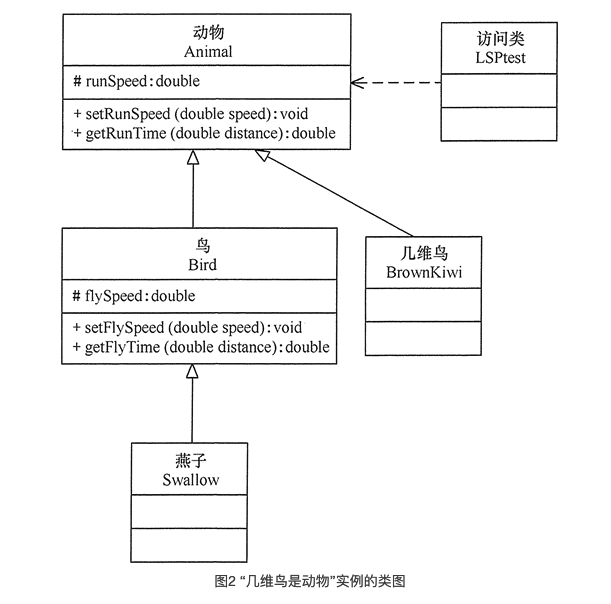 动物
Animal
# runSpeed:double
+ setRunSpeed (double speed):void
+ getRunTime (double distance):double
访问类
LSPtest
鸟
Bird
# flySpeed:double
+ setFlySpeed (double speed):void
+ getFlyTime (double distance):double
几维鸟
BrownKiwi
燕子
Swallow
图2 “几维鸟是动物”实例的类图